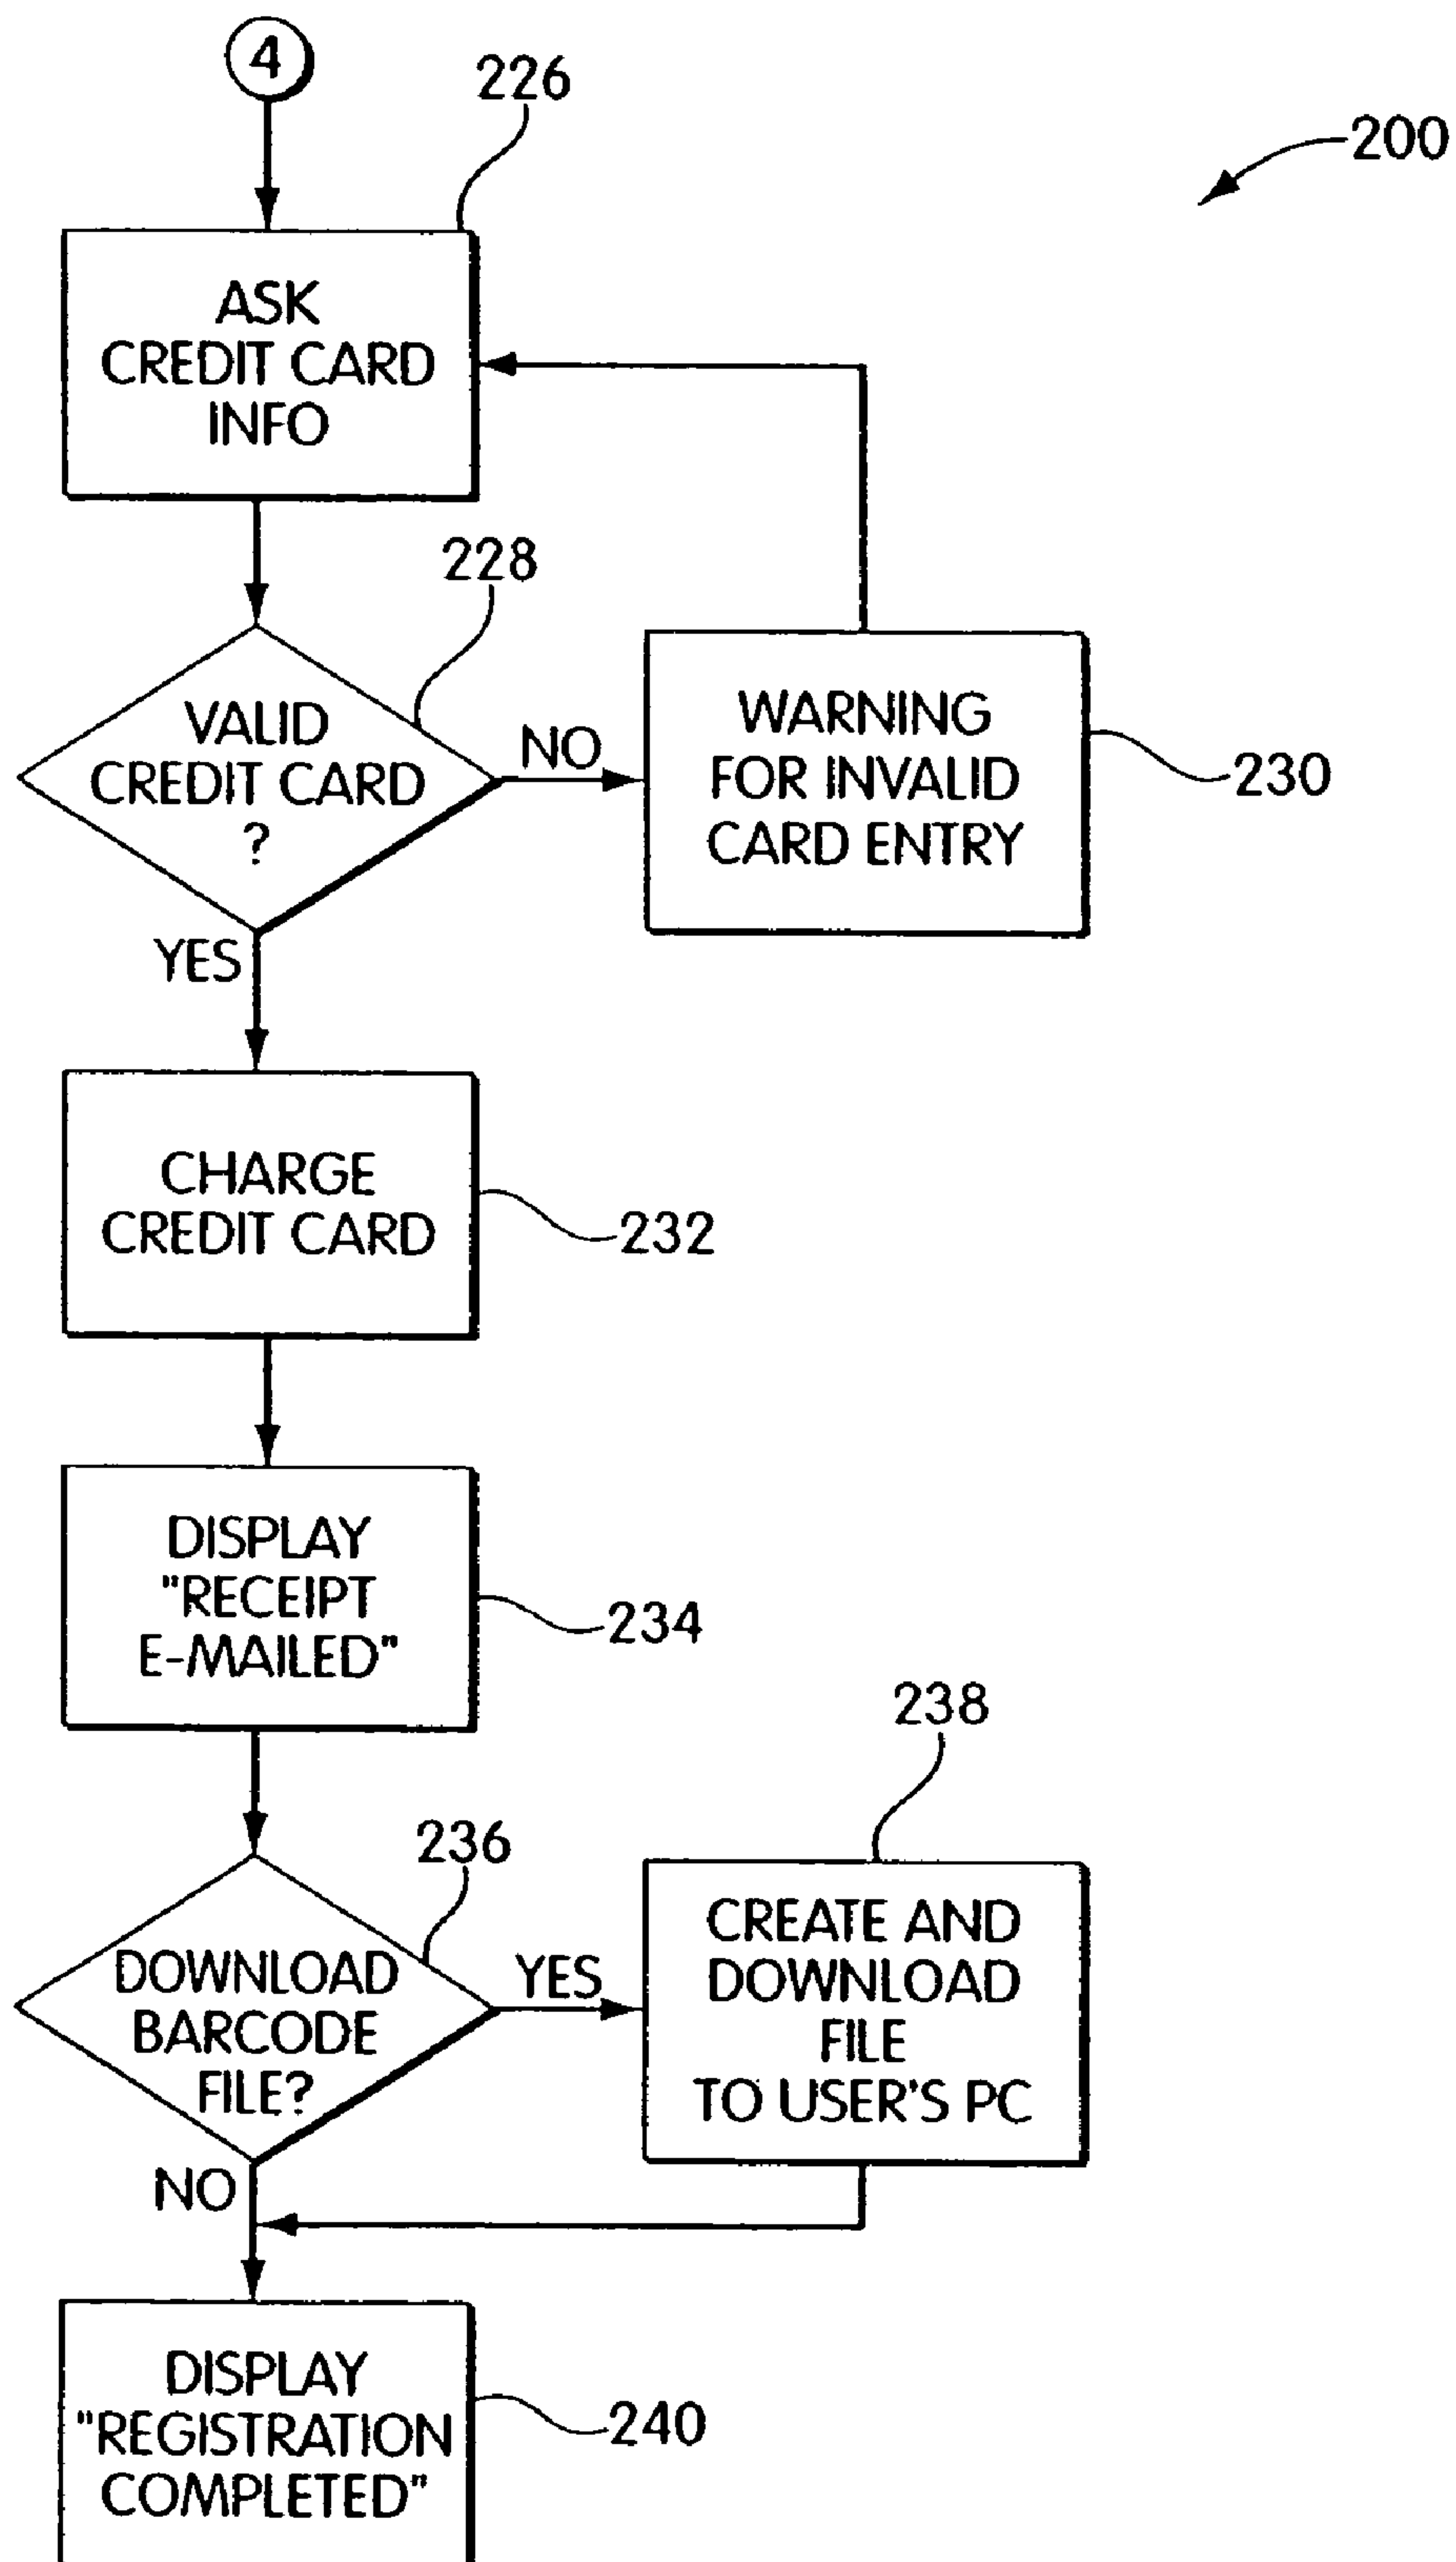 4
226
200
ASK
CREDIT CARD
INFO
228
VALID
CREDIT CARD
?
NO
WARNING
FOR INVALID
CARD ENTRY
230
YES
CHARGE
CREDIT CARD
232
DISPLAY
"RECEIPT
E-MAILED"
234
238
236
DOWNLOAD
BARCODE
FILE?
YES
CREATE AND
DOWNLOAD
FILE
TO USER'S PC
NO
DISPLAY
"REGISTRATION
COMPLETED"
240